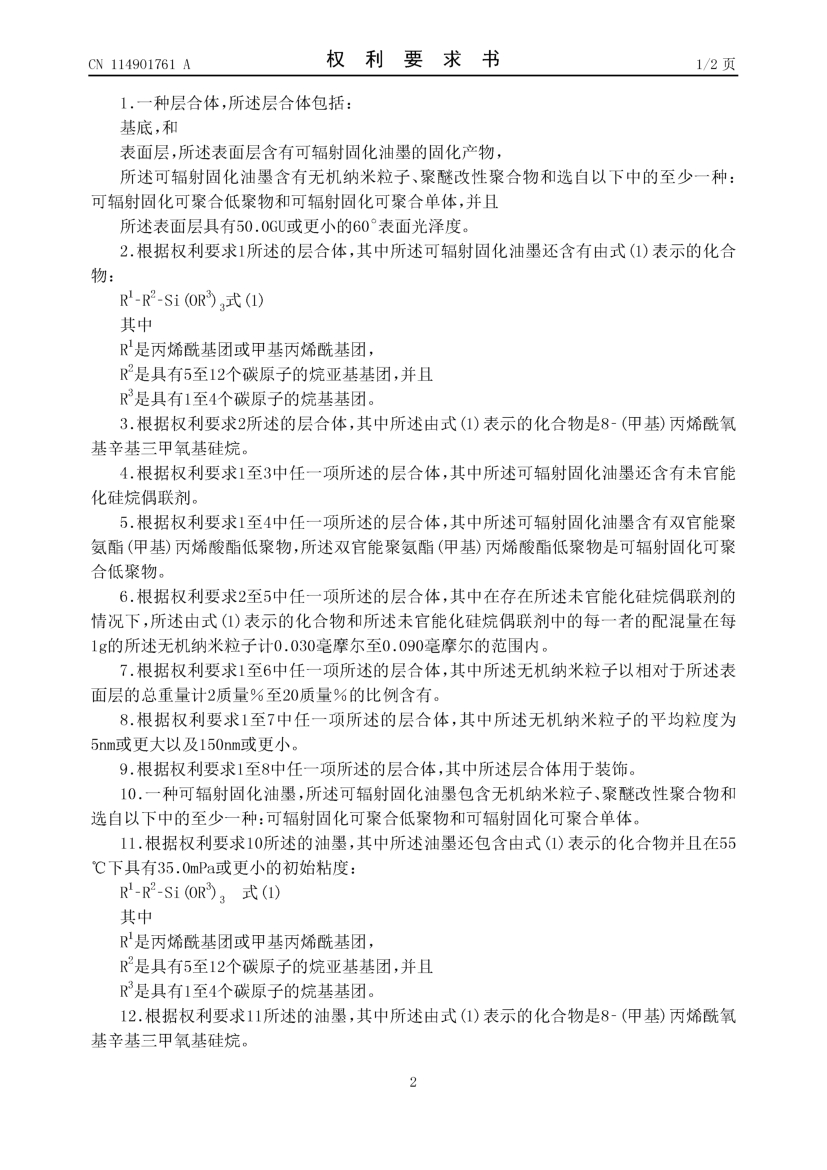 CN 114901761 A
权利要求书
1/2 页
1.一种层合体,所述层合体包括:
基底,和
表面层,所述表面层含有可辐射固化油墨的固化产物,
所述可辐射固化油墨含有无机纳米粒子、聚醚改性聚合物和选自以下中的至少一种:
可辐射固化可聚合低聚物和可辐射固化可聚合单体,并且
所述表面层具有50.0GU或更小的60°表面光泽度。
2.根据权利要求1所述的层合体,其中所述可辐射固化油墨还含有由式(1)表示的化合
物:
R¹-R²-Si(OR³)₃式(1)
其中
R¹是丙烯酰基团或甲基丙烯酰基团,
R²是具有5至12个碳原子的烷亚基基团,并且
R³是具有1至4个碳原子的烷基基团。
3.根据权利要求2所述的层合体,其中所述由式(1)表示的化合物是8-(甲基)丙烯酰氧
基辛基三甲氧基硅烷。
4.根据权利要求1至3中任一项所述的层合体,其中所述可辐射固化油墨还含有未官能
化硅烷偶联剂。
5.根据权利要求1至4中任一项所述的层合体,其中所述可辐射固化油墨含有双官能聚
氨酯(甲基)丙烯酸酯低聚物,所述双官能聚氨酯(甲基)丙烯酸酯低聚物是可辐射固化可聚
合低聚物。
6.根据权利要求2至5中任一项所述的层合体,其中在存在所述未官能化硅烷偶联剂的
情况下,所述由式(1)表示的化合物和所述未官能化硅烷偶联剂中的每一者的配混量在每
1g的所述无机纳米粒子计0.030毫摩尔至0.090毫摩尔的范围内。
7.根据权利要求1至6中任一项所述的层合体,其中所述无机纳米粒子以相对于所述表
面层的总重量计2质量%至20质量%的比例含有。
8.根据权利要求1至7中任一项所述的层合体,其中所述无机纳米粒子的平均粒度为
5nm或更大以及150nm或更小。
9.根据权利要求1至8中任一项所述的层合体,其中所述层合体用于装饰。
10.一种可辐射固化油墨,所述可辐射固化油墨包含无机纳米粒子、聚醚改性聚合物和
选自以下中的至少一种:可辐射固化可聚合低聚物和可辐射固化可聚合单体。
11.根据权利要求10所述的油墨,其中所述油墨还包含由式(1)表示的化合物并且在55
℃下具有35.0mPa或更小的初始粘度:
R¹-R²-Si(OR³)₃ 式(1)
其中
R¹是丙烯酰基团或甲基丙烯酰基团,
R²是具有5至12个碳原子的烷亚基基团,并且
R³是具有1至4个碳原子的烷基基团。
12.根据权利要求11所述的油墨,其中所述由式(1)表示的化合物是8-(甲基)丙烯酰氧
基辛基三甲氧基硅烷。
2